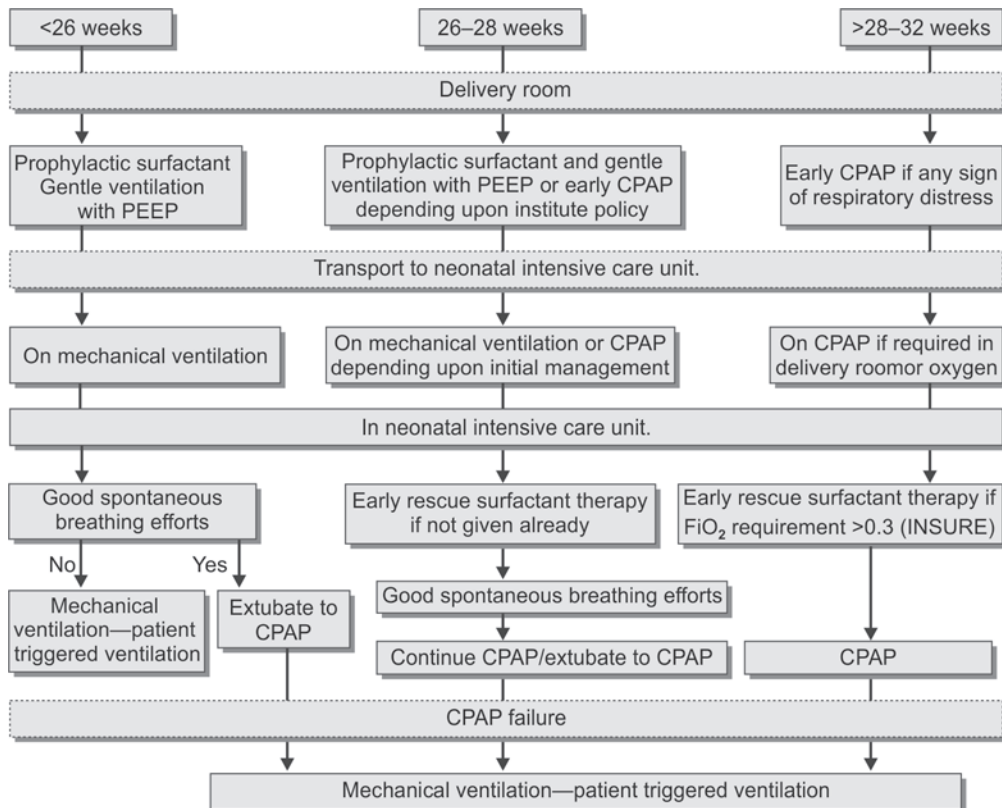 <26 weeks
26–28 weeks
>28–32 weeks
Delivery room
Prophylactic surfactant
Gentle ventilation
with PEEP
Prophylactic surfactant and gentle
ventilation with PEEP or early CPAP
depending upon institute policy
Early CPAP if any sign
of respiratory distress
Transport to neonatal intensive care unit.
On mechanical ventilation
On mechanical ventilation or CPAP
depending upon initial management
On CPAP if required in
delivery roomor oxygen
In neonatal intensive care unit.
Good spontaneous
breathing efforts
Early rescue surfactant therapy
if not given already
Early rescue surfactant therapy if
FiO₂ requirement >0.3 (INSURE)
No
Yes
Mechanical
ventilation—patient
triggered ventilation
Extubate to
CPAP
Good spontaneous breathing efforts
Continue CPAP/extubate to CPAP
CPAP
CPAP failure
Mechanical ventilation—patient triggered ventilation